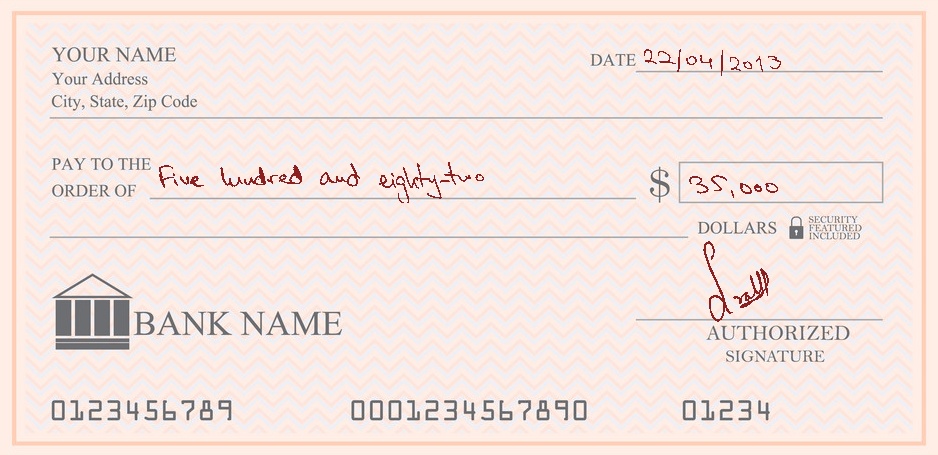 YOUR NAME
Your Address
City, State, Zip Code
DATE 22/04/2013
PAY TO THE
ORDER OF Five hundred and eighty-two $ 35,000
DOLLARS SECURITY
FEATURED
INCLUDED
BANK NAME
AUTHORIZED
SIGNATURE
0123456789 0001234567890 01234